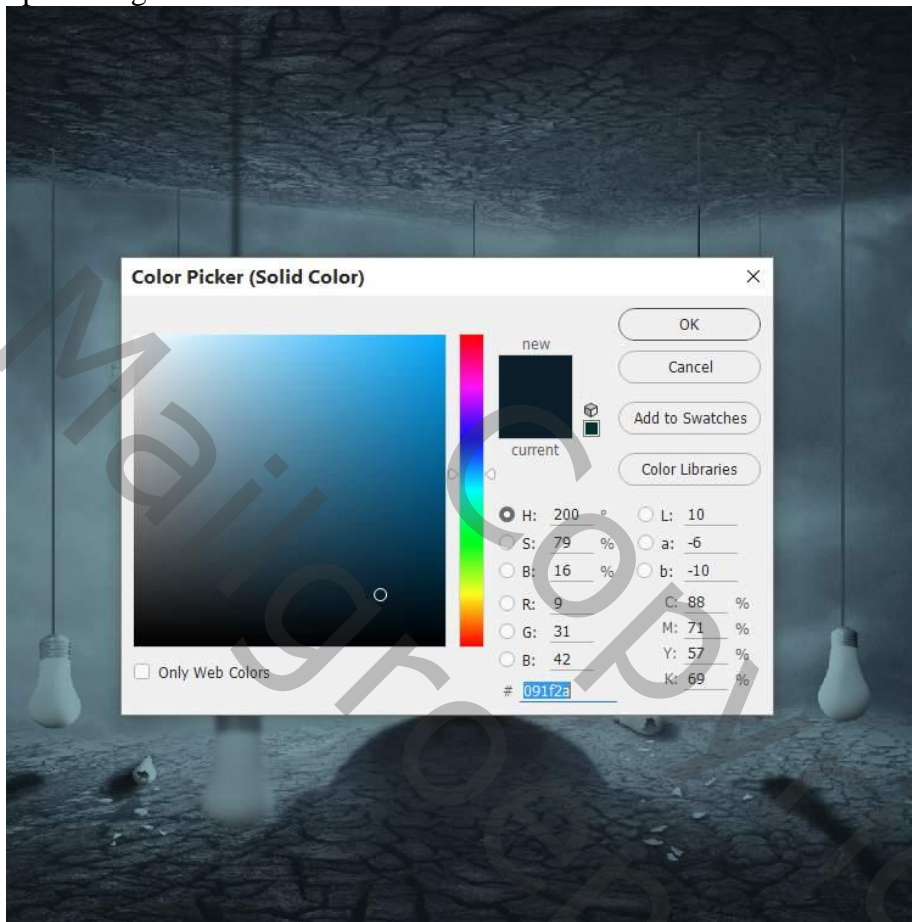 Color Picker (Solid Color)
OK
new
Cancel
Add to Swatches
current
Color Libraries
H: 200 °
L: 10
S: 79 %
a: -6
B: 16 %
b: -10
R: 9
C: 88 %
G: 31
M: 71 %
B: 42
Y: 57 %
K: 69 %
Only Web Colors
# 091f2a